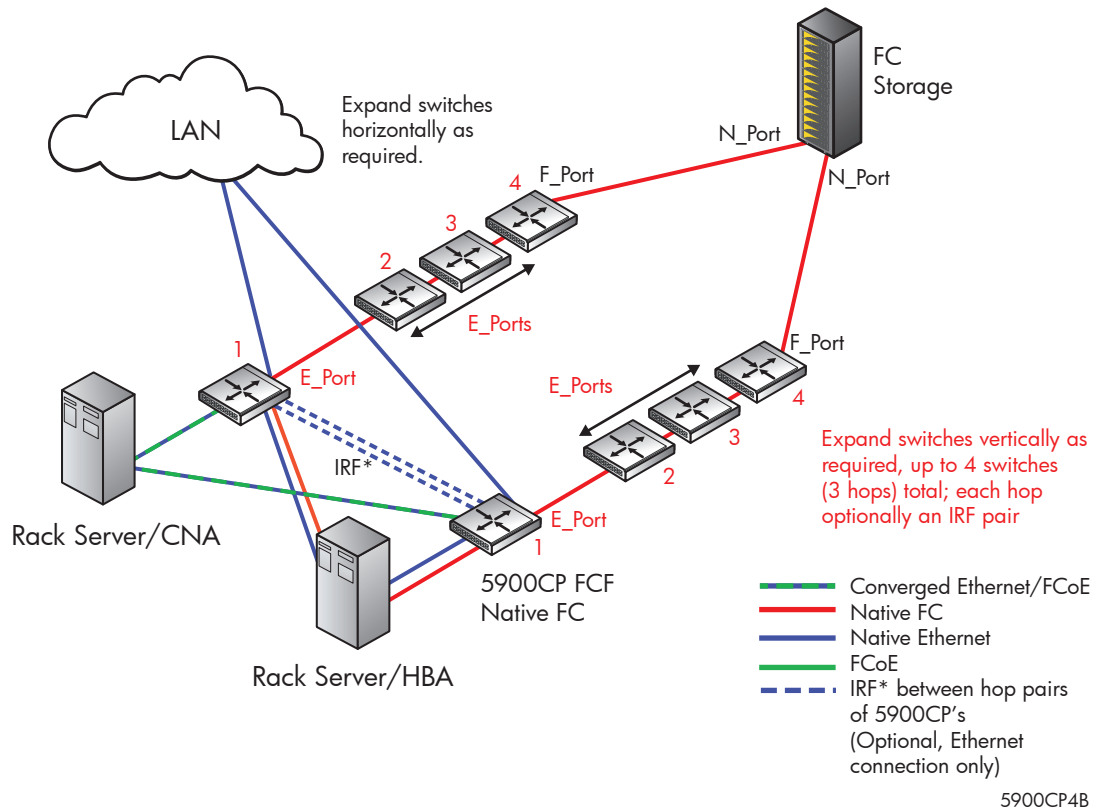 FC
Storage
LAN
Expand switches
horizontally as
required.
N_Port
N_Port
F_Port
4
3
2
E_Ports
1
E_Port
F_Port
E_Ports
4
3
2
IRF*
E_Port
1
Rack Server/CNA
5900CP FCF
Native FC
Rack Server/HBA
Expand switches vertically as
required, up to 4 switches
(3 hops) total; each hop
optionally an IRF pair
Converged Ethernet/FCoE
Native FC
Native Ethernet
FCoE
IRF* between hop pairs
of 5900CP's
(Optional, Ethernet
connection only)
5900CP4B